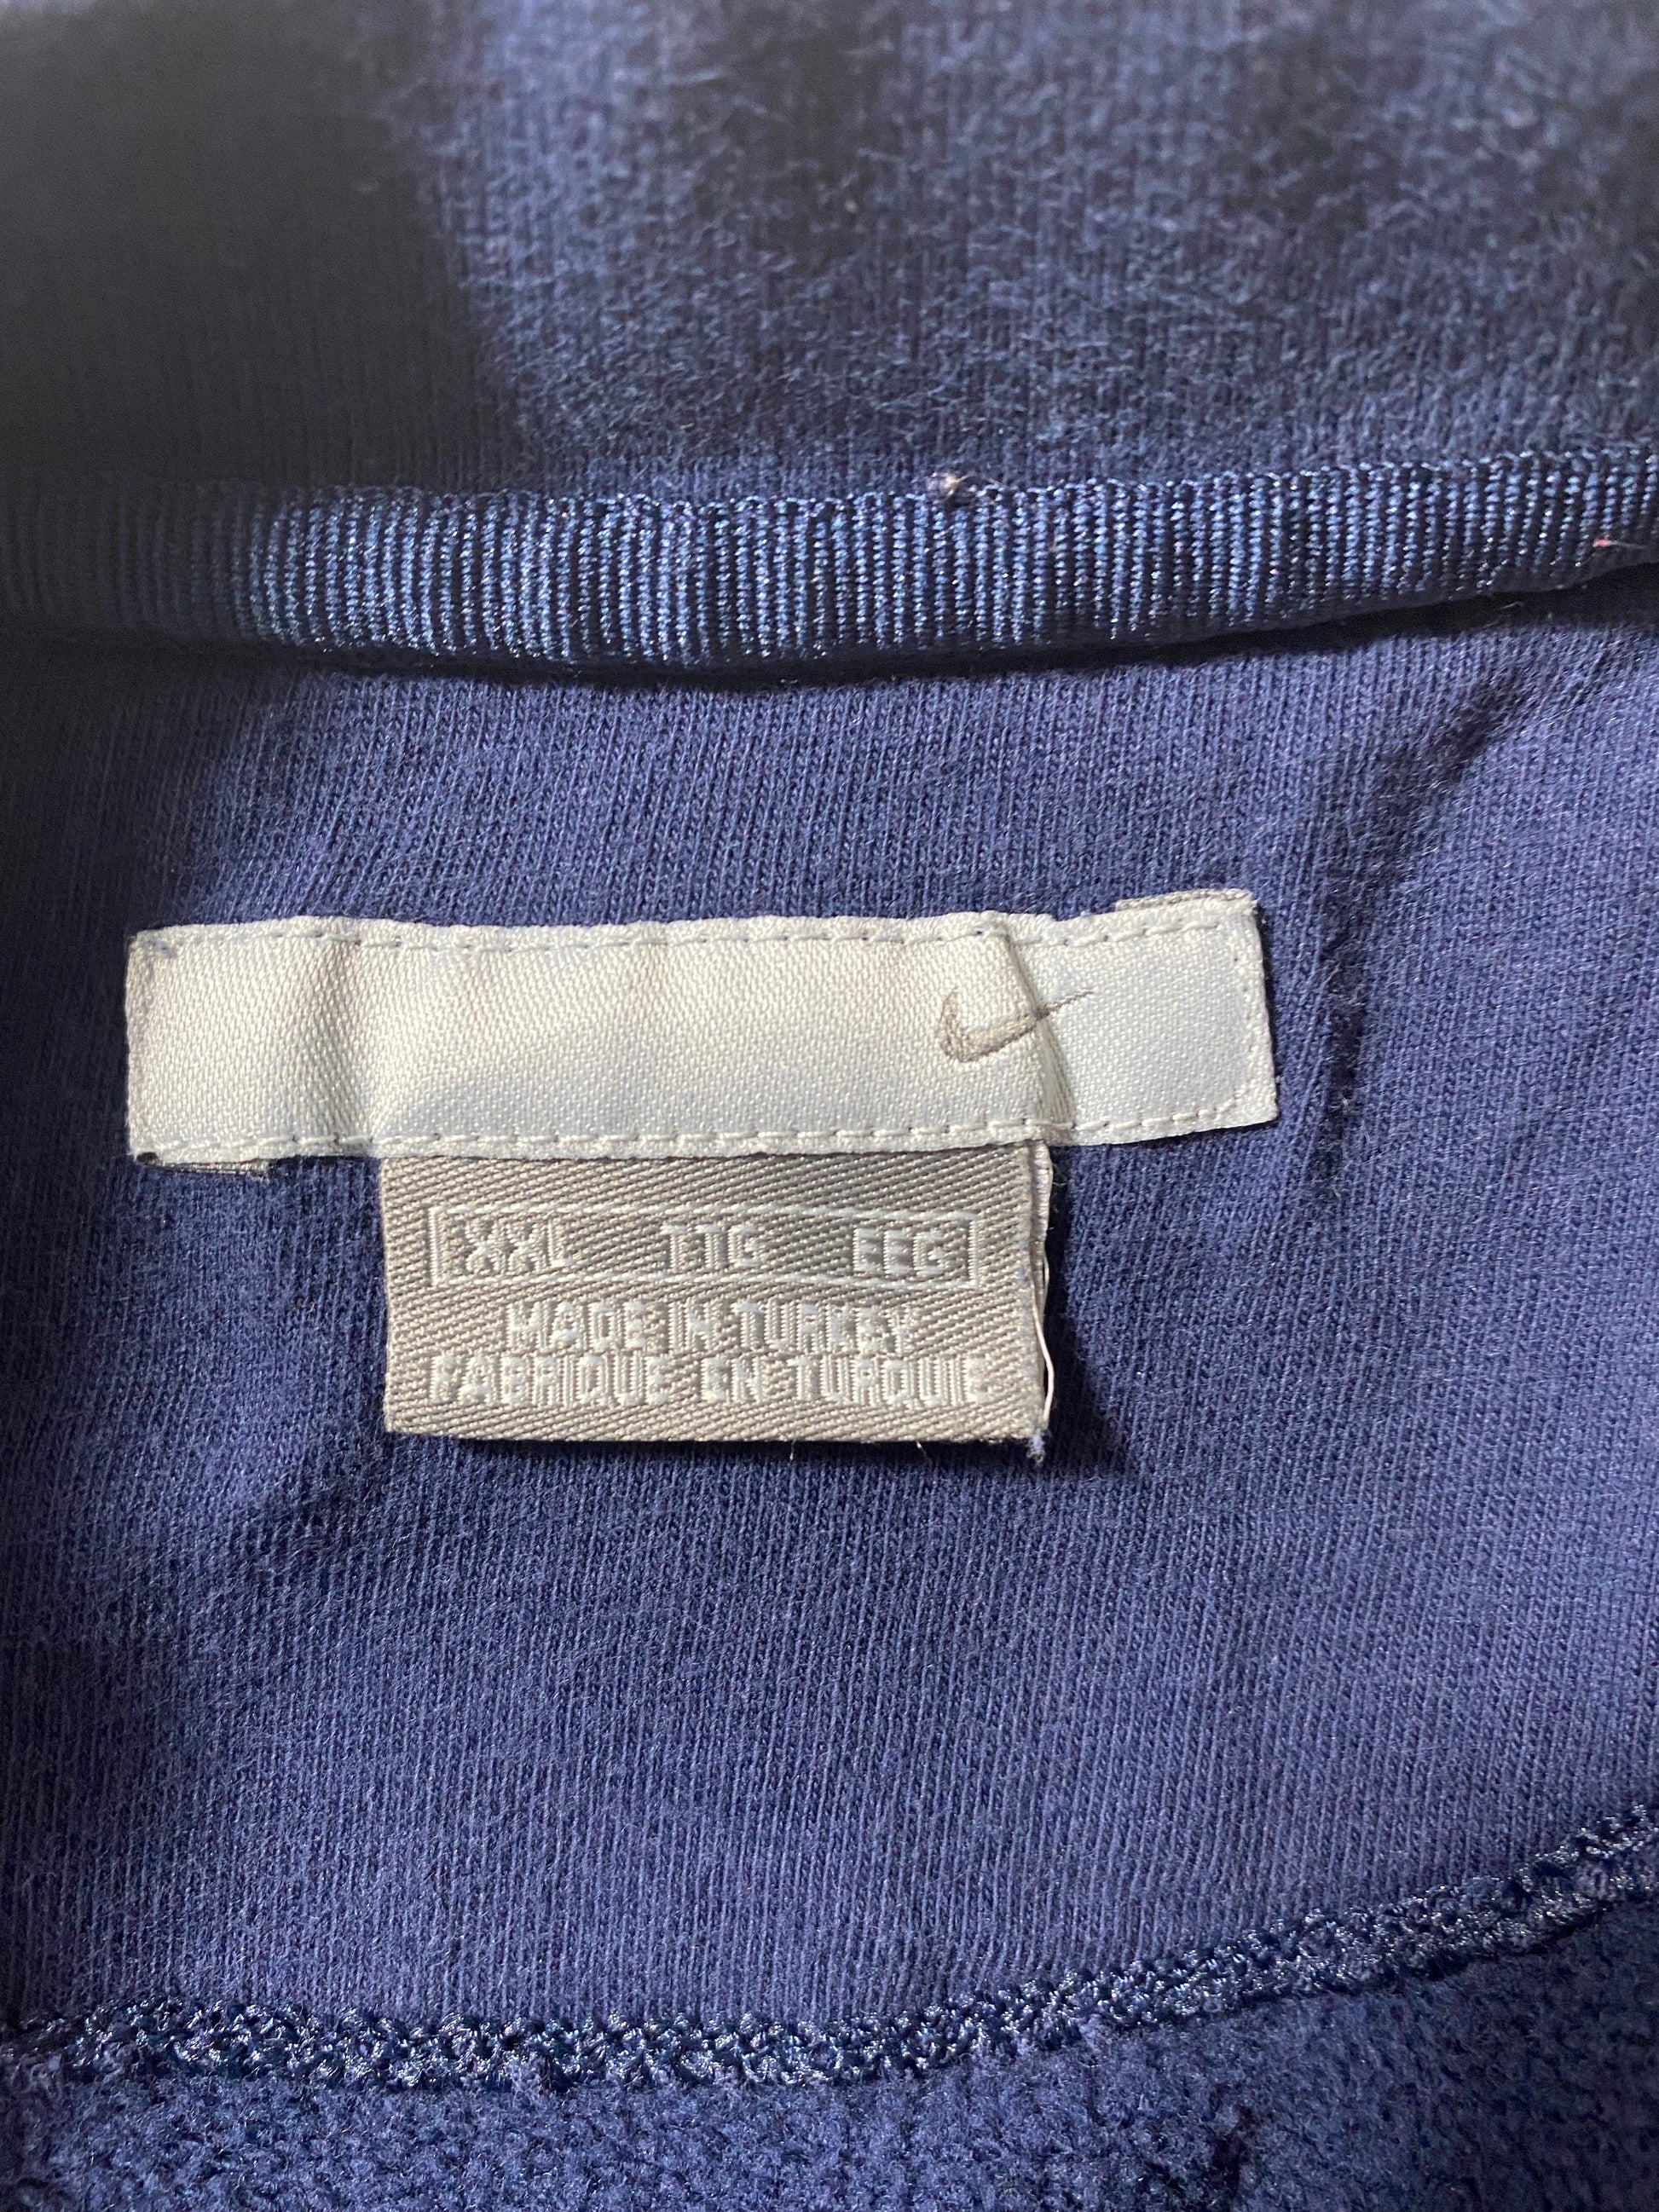 XXL TTG EEG
MADE IN TURKEY
FABRIQUE EN TURQUIE